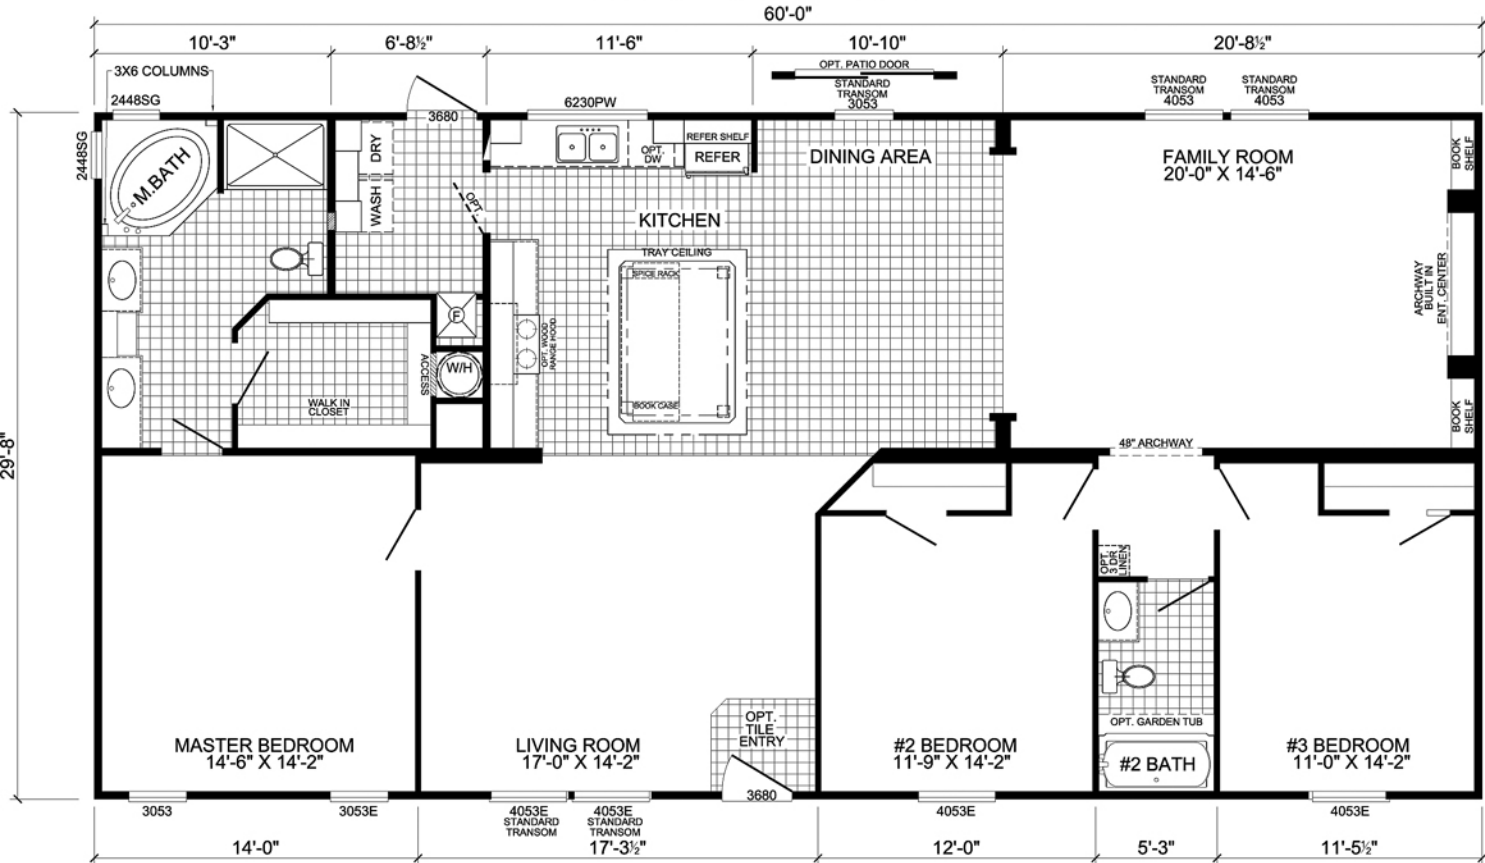 60'-0"
10'-3"
6'-8½"
11'-6"
10'-10"
20'-8½"
3X6 COLUMNS
2448SG
3680
6230PW
OPT. PATIO DOOR
STANDARD
TRANSOM
3053
STANDARD
TRANSOM
4053
STANDARD
TRANSOM
4053
2448SG
M.BATH
DRY
WASH
OPT.
OPT.
DW
REFER SHELF
REFER
DINING AREA
FAMILY ROOM
20'-0" X 14'-6"
BOOK
SHELF
KITCHEN
TRAY CEILING
SPICE RACK
BOOK CASE
OPT. WOOD
RANGE HOOD
F
W/H
ACCESS
WALK IN
CLOSET
ARCHWAY
BUILT IN
ENT. CENTER
BOOK
SHELF
48" ARCHWAY
29'-8"
OPT.
3 DR.
LINEN
OPT. GARDEN TUB
#2 BATH
OPT.
TILE
ENTRY
MASTER BEDROOM
14'-6" X 14'-2"
LIVING ROOM
17'-0" X 14'-2"
#2 BEDROOM
11'-9" X 14'-2"
#3 BEDROOM
11'-0" X 14'-2"
3053
3053E
4053E
STANDARD
TRANSOM
4053E
STANDARD
TRANSOM
3680
4053E
4053E
14'-0"
17'-3½"
12'-0"
5'-3"
11'-5½"